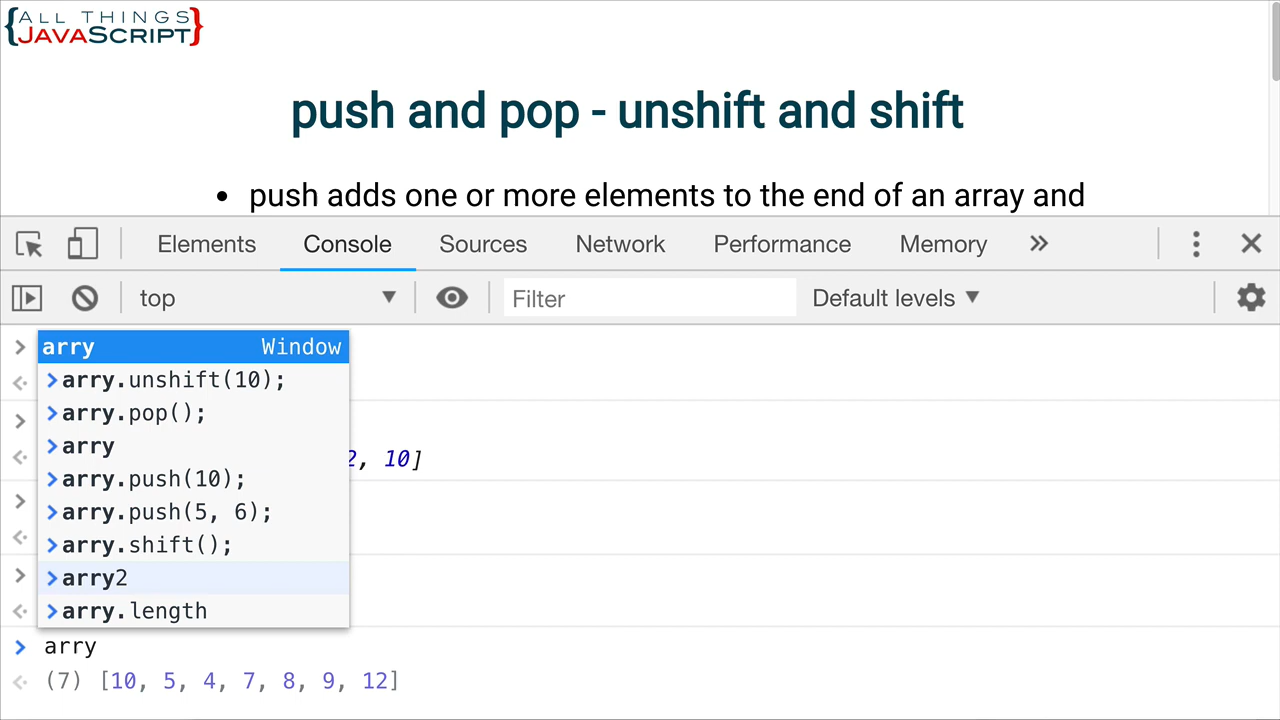 {ALL THINGS
JAVASCRIPT}
push and pop - unshift and shift
• push adds one or more elements to the end of an array and
Elements Console Sources Network Performance Memory »
top Filter Default levels
arry Window
arry.unshift(10);
arry.pop();
arry
2, 10]
arry.push(10);
arry.push(5, 6);
arry.shift();
arry2
arry.length
arry
(7) [10, 5, 4, 7, 8, 9, 12]